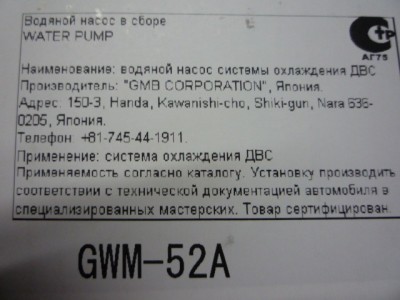 Водяной насос в сборе
WATER PUMP
АГ75
Наименование: водяной насос системы охлаждения ДВС
Производитель: "GMB CORPORATION", Япония.
Адрес: 150-3, Handa, Kawanishi-cho, Shiki-gun, Nara 636-
0205, Япония.
Телефон: +81-745-44-1911.
Применение: система охлаждения ДВС
Применяемость согласно каталогу. Установку производить
соответствии с технической документацией автомобиля в
специализированных мастерских. Товар сертифицирован.
GWM-52A